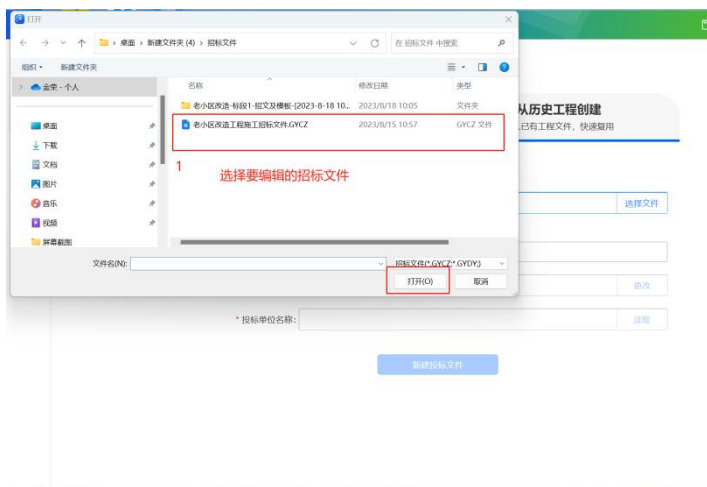 打开
桌面 › 新建文件夹 (4) › 招标文件
在 招标文件 中搜索
组织 新建文件夹
金荣 - 个人
名称 修改日期 类型
老小区改造-标段1-招文及模板-[2023-8-18 10... 2023/8/18 10:05 文件夹
老小区改造工程施工招标文件.GYCZ 2023/8/15 10:57 GYCZ 文件
桌面
下载
文档
图片
音乐
视频
屏幕截图
1
选择要编辑的招标文件
文件名(N):
招标文件(*.GYCZ;*.GYDY;)
打开(O) 取消
从历史工程创建
已有工程文件，快速复用
选择文件
更改
* 投标单位名称:
读取
新建投标文件